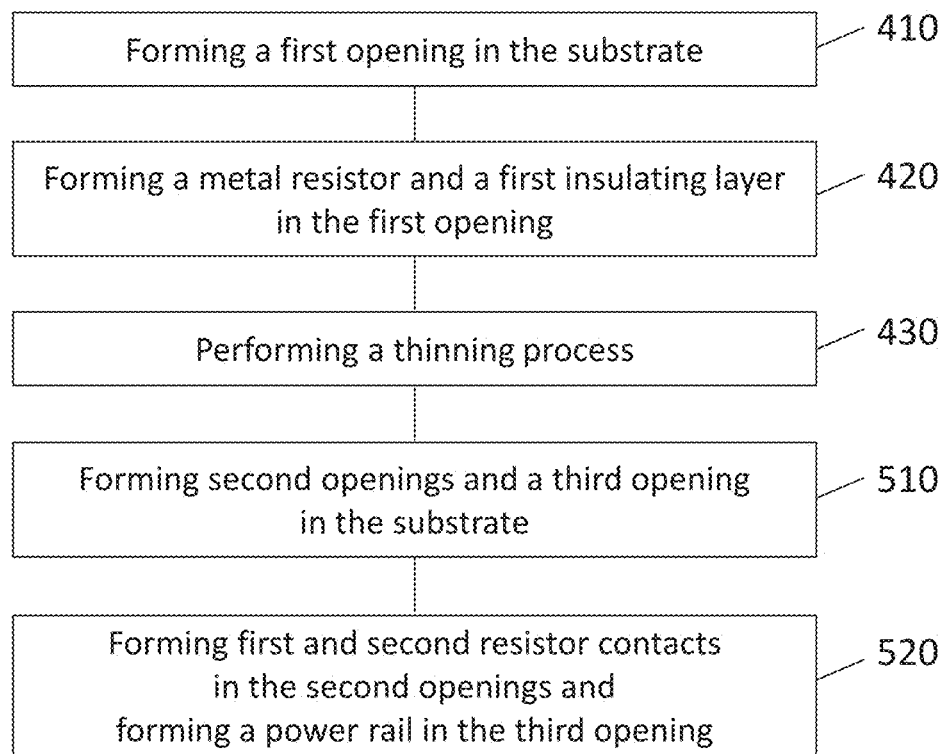 Forming a first opening in the substrate
410
Forming a metal resistor and a first insulating layer
in the first opening
420
Performing a thinning process
430
Forming second openings and a third opening
in the substrate
510
Forming first and second resistor contacts
in the second openings and
forming a power rail in the third opening
520